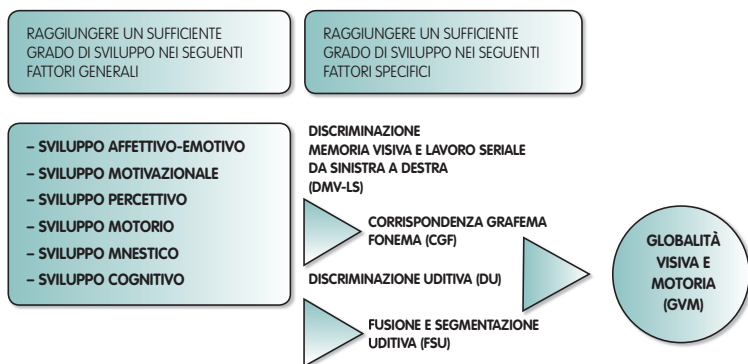 RAGGIUNGERE UN SUFFICIENTE
GRADO DI SVILUPPO NEI SEGUENTI
FATTORI GENERALI
RAGGIUNGERE UN SUFFICIENTE
GRADO DI SVILUPPO NEI SEGUENTI
FATTORI SPECIFICI
– SVILUPPO AFFETTIVO-EMOTIVO
– SVILUPPO MOTIVAZIONALE
– SVILUPPO PERCETTIVO
– SVILUPPO MOTORIO
– SVILUPPO MNESTICO
– SVILUPPO COGNITIVO
DISCRIMINAZIONE
MEMORIA VISIVA E LAVORO SERIALE
DA SINISTRA A DESTRA
(DMV-LS)
CORRISPONDENZA GRAFEMA
FONEMA (CGF)
DISCRIMINAZIONE UDITIVA (DU)
FUSIONE E SEGMENTAZIONE
UDITIVA (FSU)
GLOBALITÀ
VISIVA E
MOTORIA
(GVM)